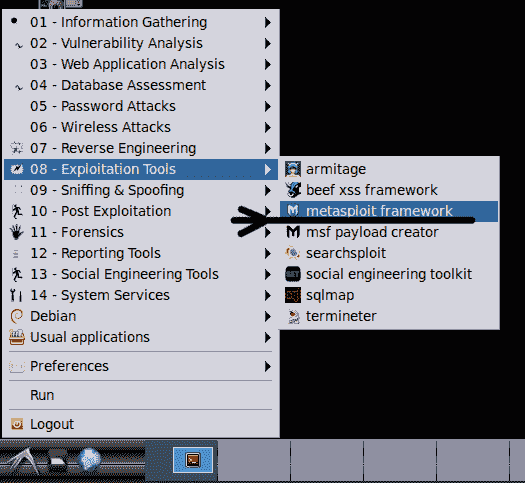 01 - Information Gathering
02 - Vulnerability Analysis
03 - Web Application Analysis
04 - Database Assessment
05 - Password Attacks
06 - Wireless Attacks
07 - Reverse Engineering
08 - Exploitation Tools
09 - Sniffing & Spoofing
10 - Post Exploitation
11 - Forensics
12 - Reporting Tools
13 - Social Engineering Tools
14 - System Services
Debian
Usual applications
Preferences
Run
Logout
armitage
beef xss framework
metasploit framework
msf payload creator
searchsploit
social engineering toolkit
sqlmap
termineter